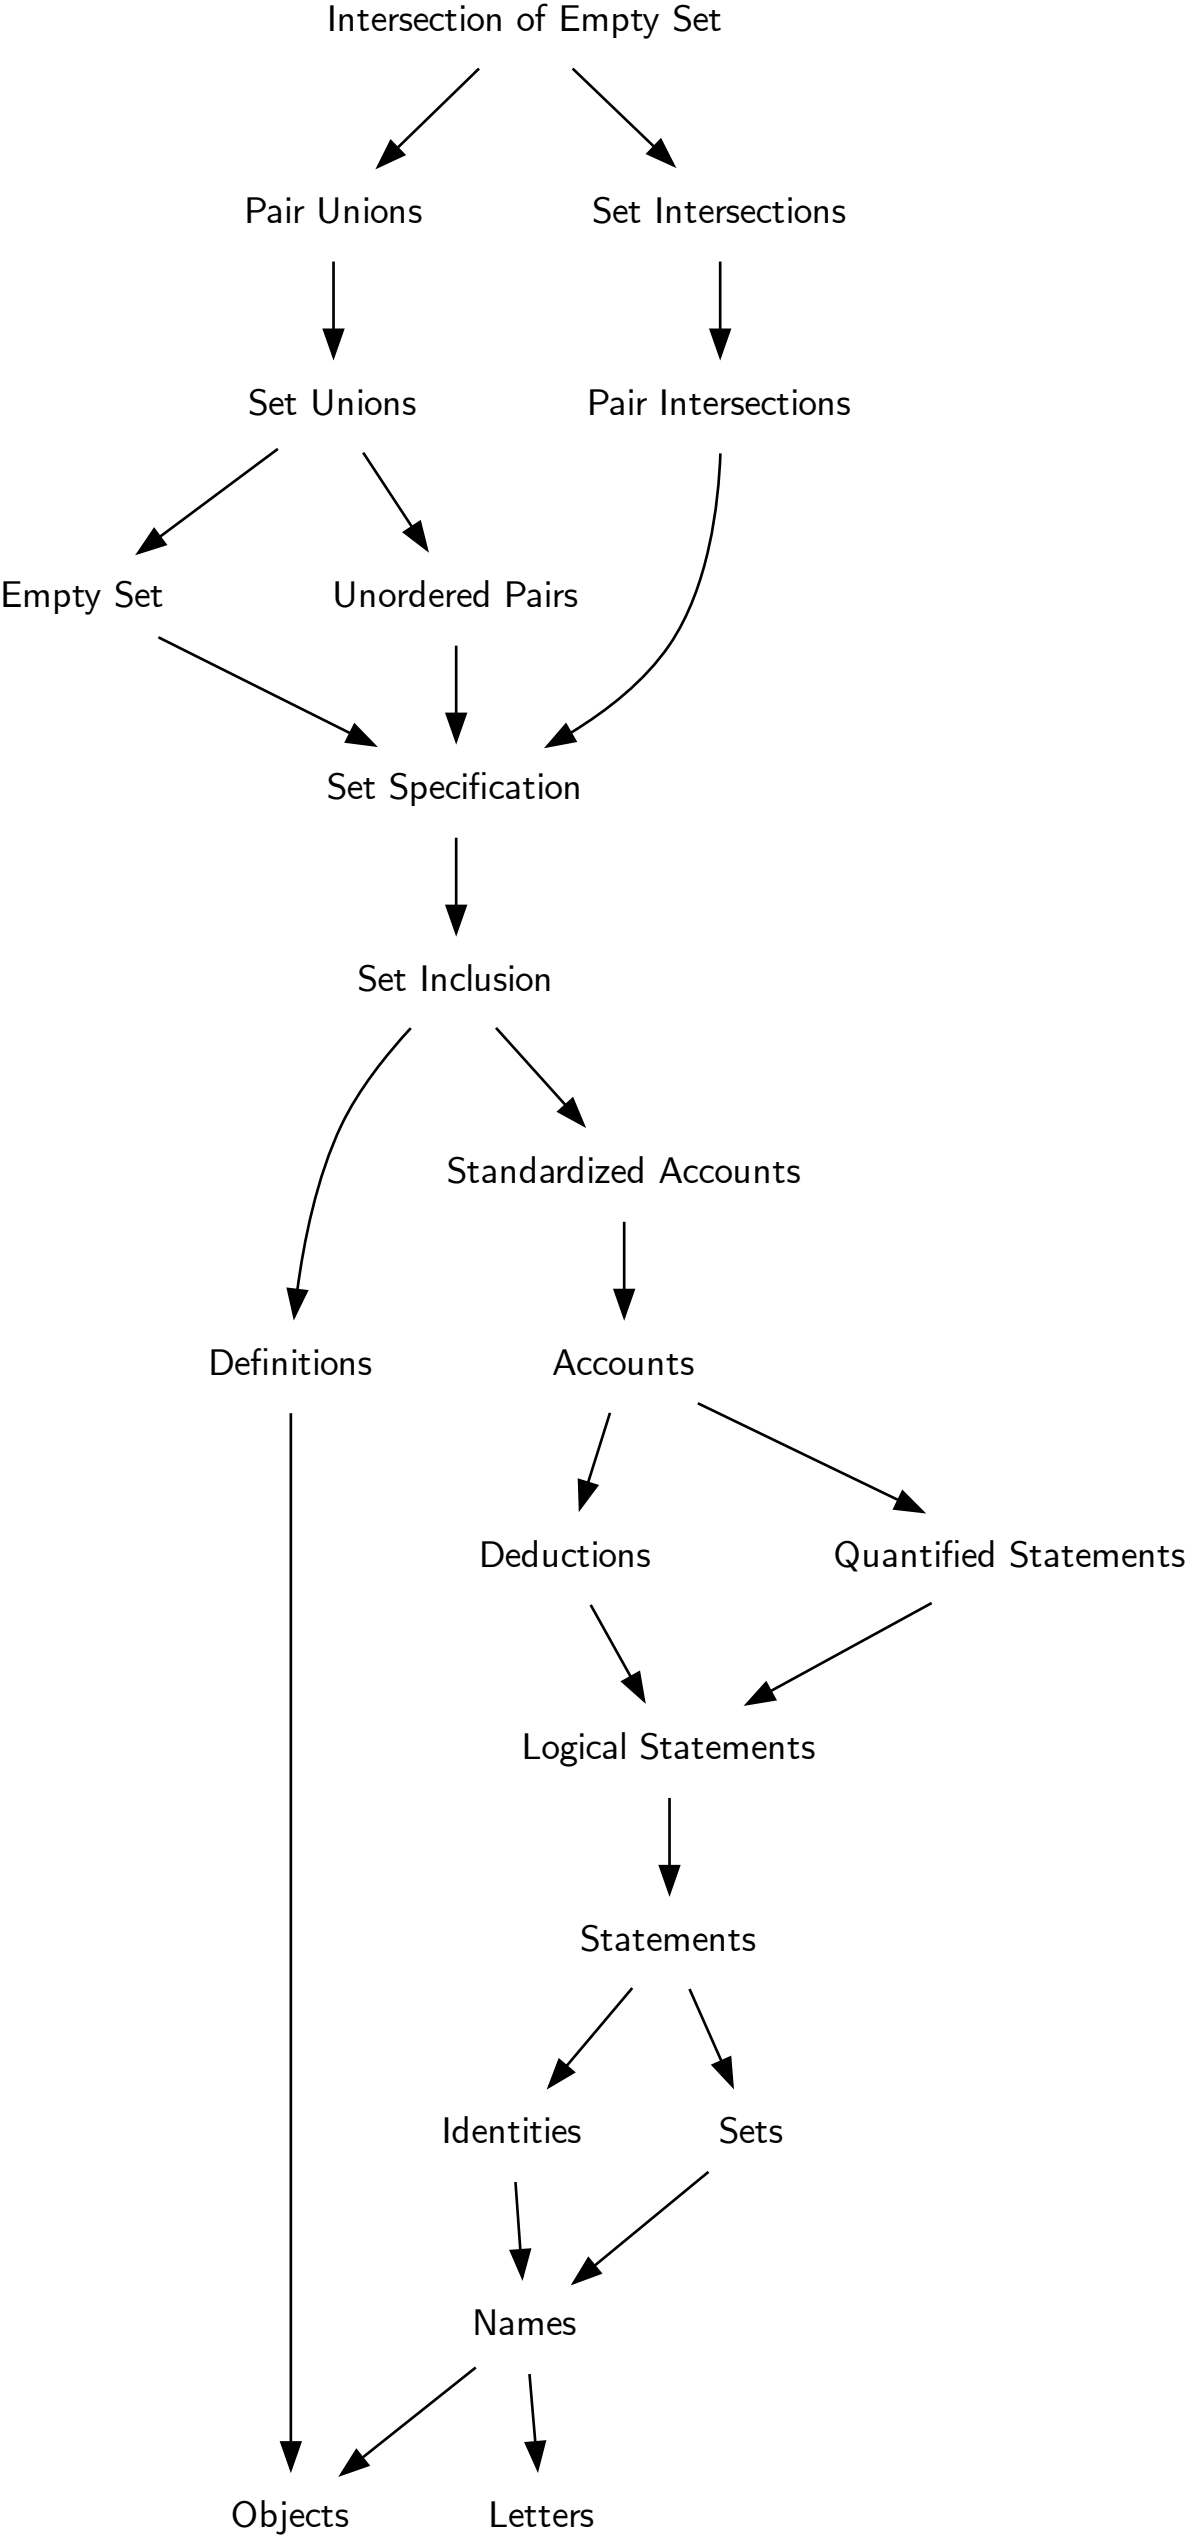 Intersection of Empty Set
Pair Unions
Set Intersections
Set Unions
Pair Intersections
Empty Set
Unordered Pairs
Set Specification
Set Inclusion
Standardized Accounts
Definitions
Accounts
Deductions
Quantified Statements
Logical Statements
Statements
Identities
Sets
Names
Objects
Letters